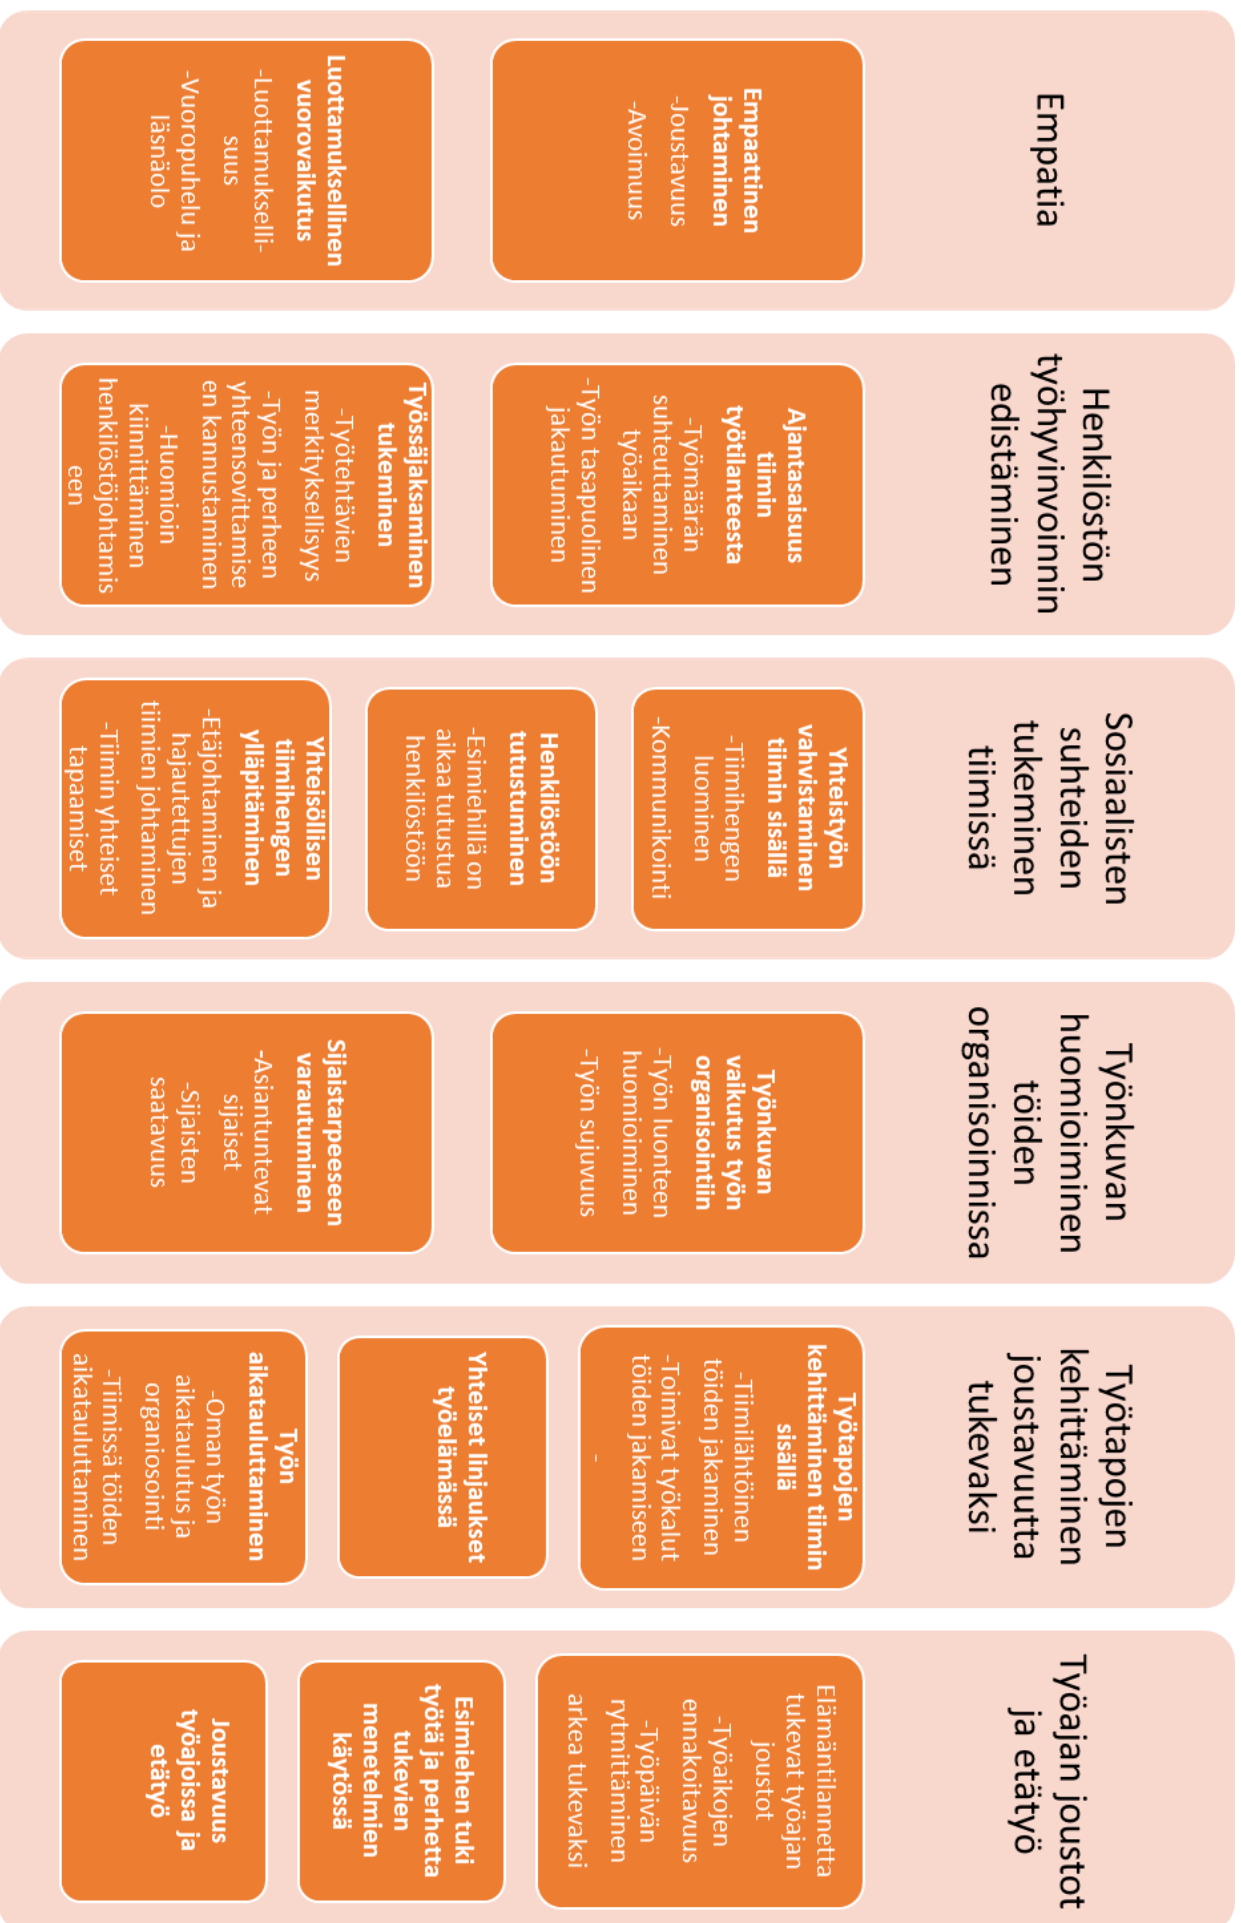 Empatia
Empaattinen
johtaminen
-Joustavuus
-Avoimuus
Luottamuksellinen
vuorovaikutus
-Luottamukselli-
suus
-Vuoropuhelu ja
läsnäolo
Henkilöstön
työhyvinvoinnin
edistäminen
Ajantasaisuus
tiimin
työtilanteesta
-Työmäärän
suhteuttaminen
työaikaan
-Työn tasapuolinen
jakautuminen
Työssäjaksaminen
tukeminen
-Työtehtävien
merkityksellisyys
-Työn ja perheen
yhteensovittamise
en kannustaminen
-Huomioin
kiinnittäminen
henkilöstöjohtamis
een
Sosiaalisten
suhteiden
tukeminen
tiimissä
Yhteistyön
vahvistaminen
tiimin sisällä
-Tiimihengen
luominen
-Kommunikointi
Henkilöstöön
tutustuminen
-Esimiehillä on
aikaa tutustua
henkilöstöön
Yhteisöllisen
tiimihengen
ylläpitäminen
-Etäjohtaminen ja
hajautettujen
tiimien johtaminen
-Tiimin yhteiset
tapaamiset
Työnkuvan
huomioiminen
töiden
organisoinnissa
Työnkuvan
vaikutus työn
organisointiin
-Työn luonteen
huomioiminen
-Työn sujuvuus
Sijaistarpeeseen
varautuminen
-Asiantuntevat
sijaiset
-Sijaisten
saatavuus
Työtapojen
kehittäminen
joustavuutta
tukevaksi
Työtapojen
kehittäminen tiimin
sisällä
-Tiimilähtöinen
töiden jakaminen
-Toimivat työkalut
töiden jakamiseen
-
Yhteiset linjaukset
työelämässä
Työn
aikatauluttaminen
-Oman työn
aikataulutus ja
organiosointi
-Tiimissä töiden
aikatauluttaminen
Työajan joustot
ja etätyö
Elämäntilannetta
tukevat työajan
joustot
-Työaikojen
ennakoitavuus
-Työpäivän
rytmittäminen
arkea tukevaksi
Esimiehen tuki
työtä ja perhetta
tukevien
menetelmien
käytössä
Joustavuus
työajoissa ja
etätyö